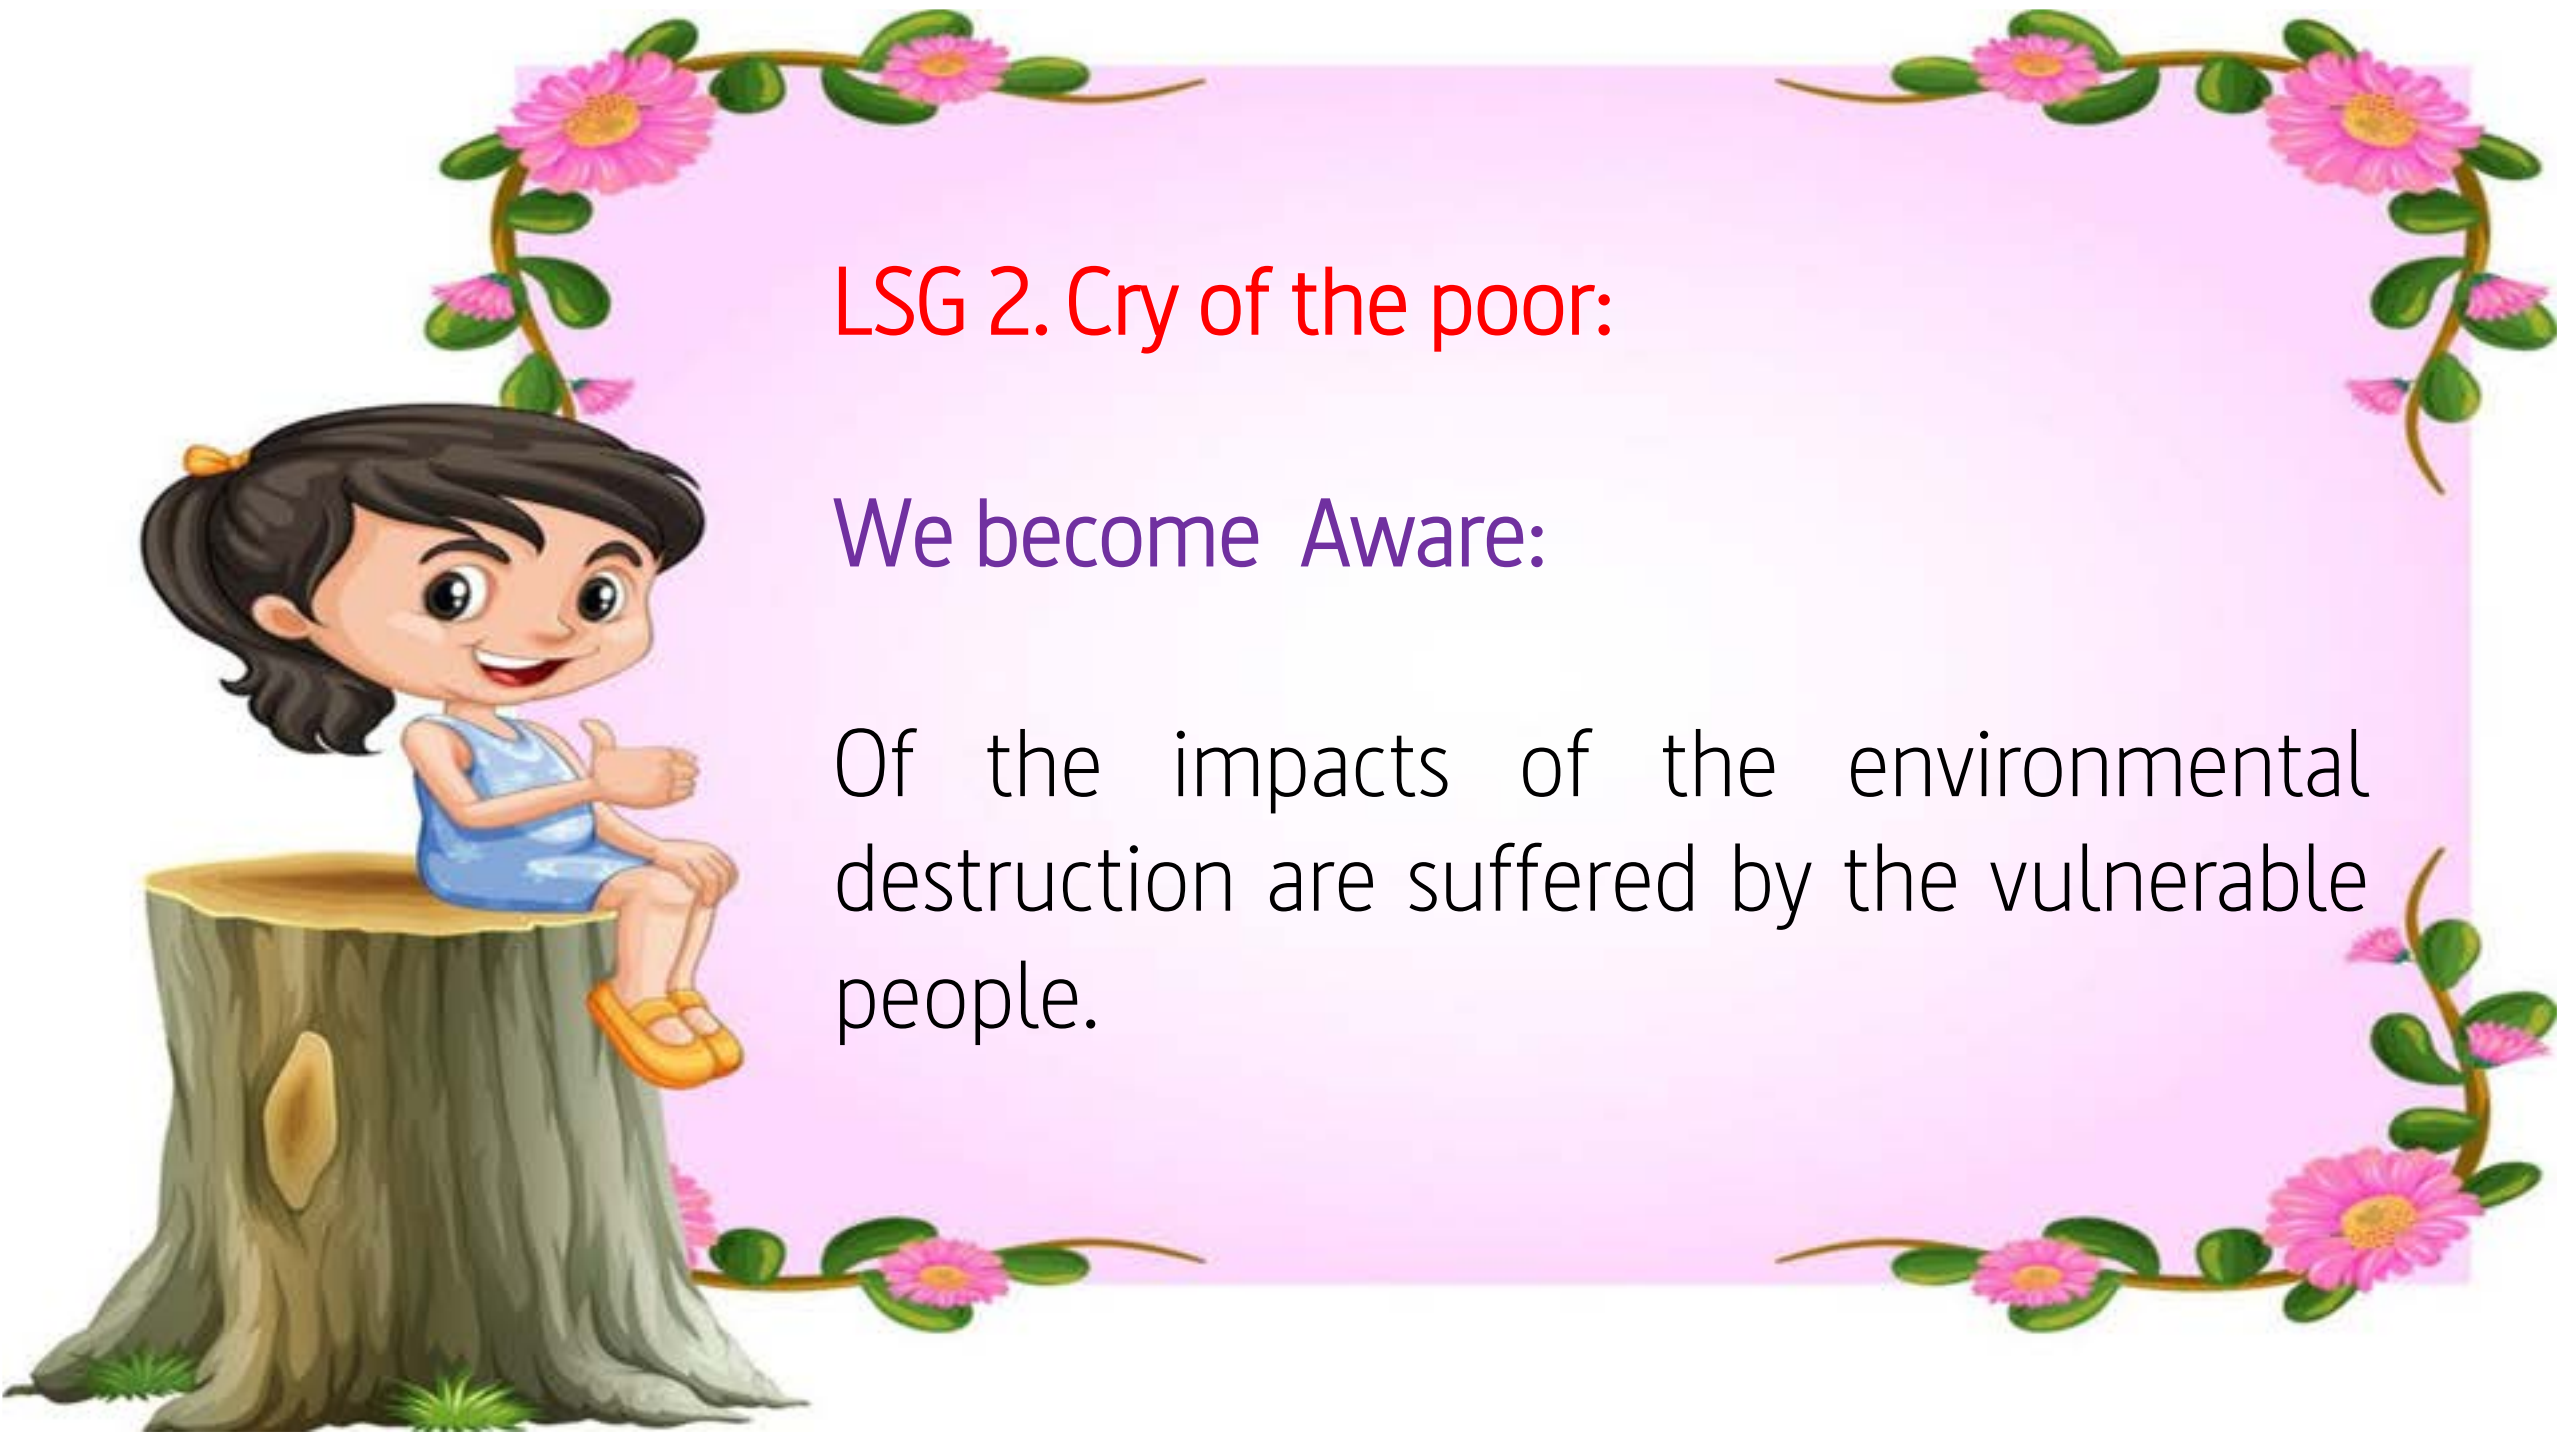 LSG 2. Cry of the poor:
We become  Aware:
Of the impacts of the environmental
destruction are suffered by the vulnerable
people.